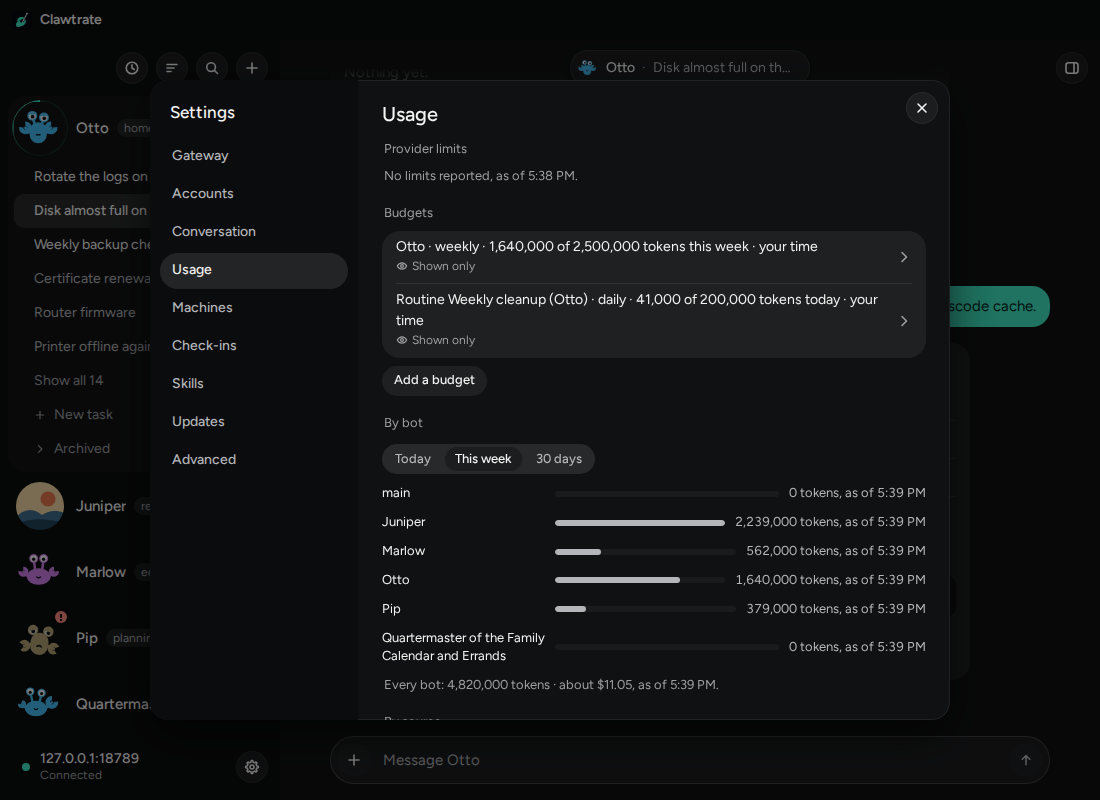 Clawtrate
Nothing yet.
Otto · Disk almost full on th...
Otto
Rotate the logs on
Disk almost full on
Weekly backup che
Certificate renewa
Router firmware
Printer offline again
Show all 14
New task
Archived
Juniper
Marlow
Pip
plannin
Quarterma
127.0.0.1:18789
Connected
Settings
Gateway
Accounts
Conversation
Usage
Machines
Check-ins
Skills
Updates
Advanced
Usage
Provider limits
No limits reported, as of 5:38 PM.
Budgets
Otto · weekly · 1,640,000 of 2,500,000 tokens this week · your time
Shown only
Routine Weekly cleanup (Otto) · daily · 41,000 of 200,000 tokens today · your
time
Shown only
Add a budget
By bot
Today This week 30 days
main 0 tokens, as of 5:39 PM
Juniper 2,239,000 tokens, as of 5:39 PM
Marlow 562,000 tokens, as of 5:39 PM
Otto 1,640,000 tokens, as of 5:39 PM
Pip 379,000 tokens, as of 5:39 PM
Quartermaster of the Family
Calendar and Errands 0 tokens, as of 5:39 PM
Every bot: 4,820,000 tokens · about $11.05, as of 5:39 PM.
scode cache.
Message Otto